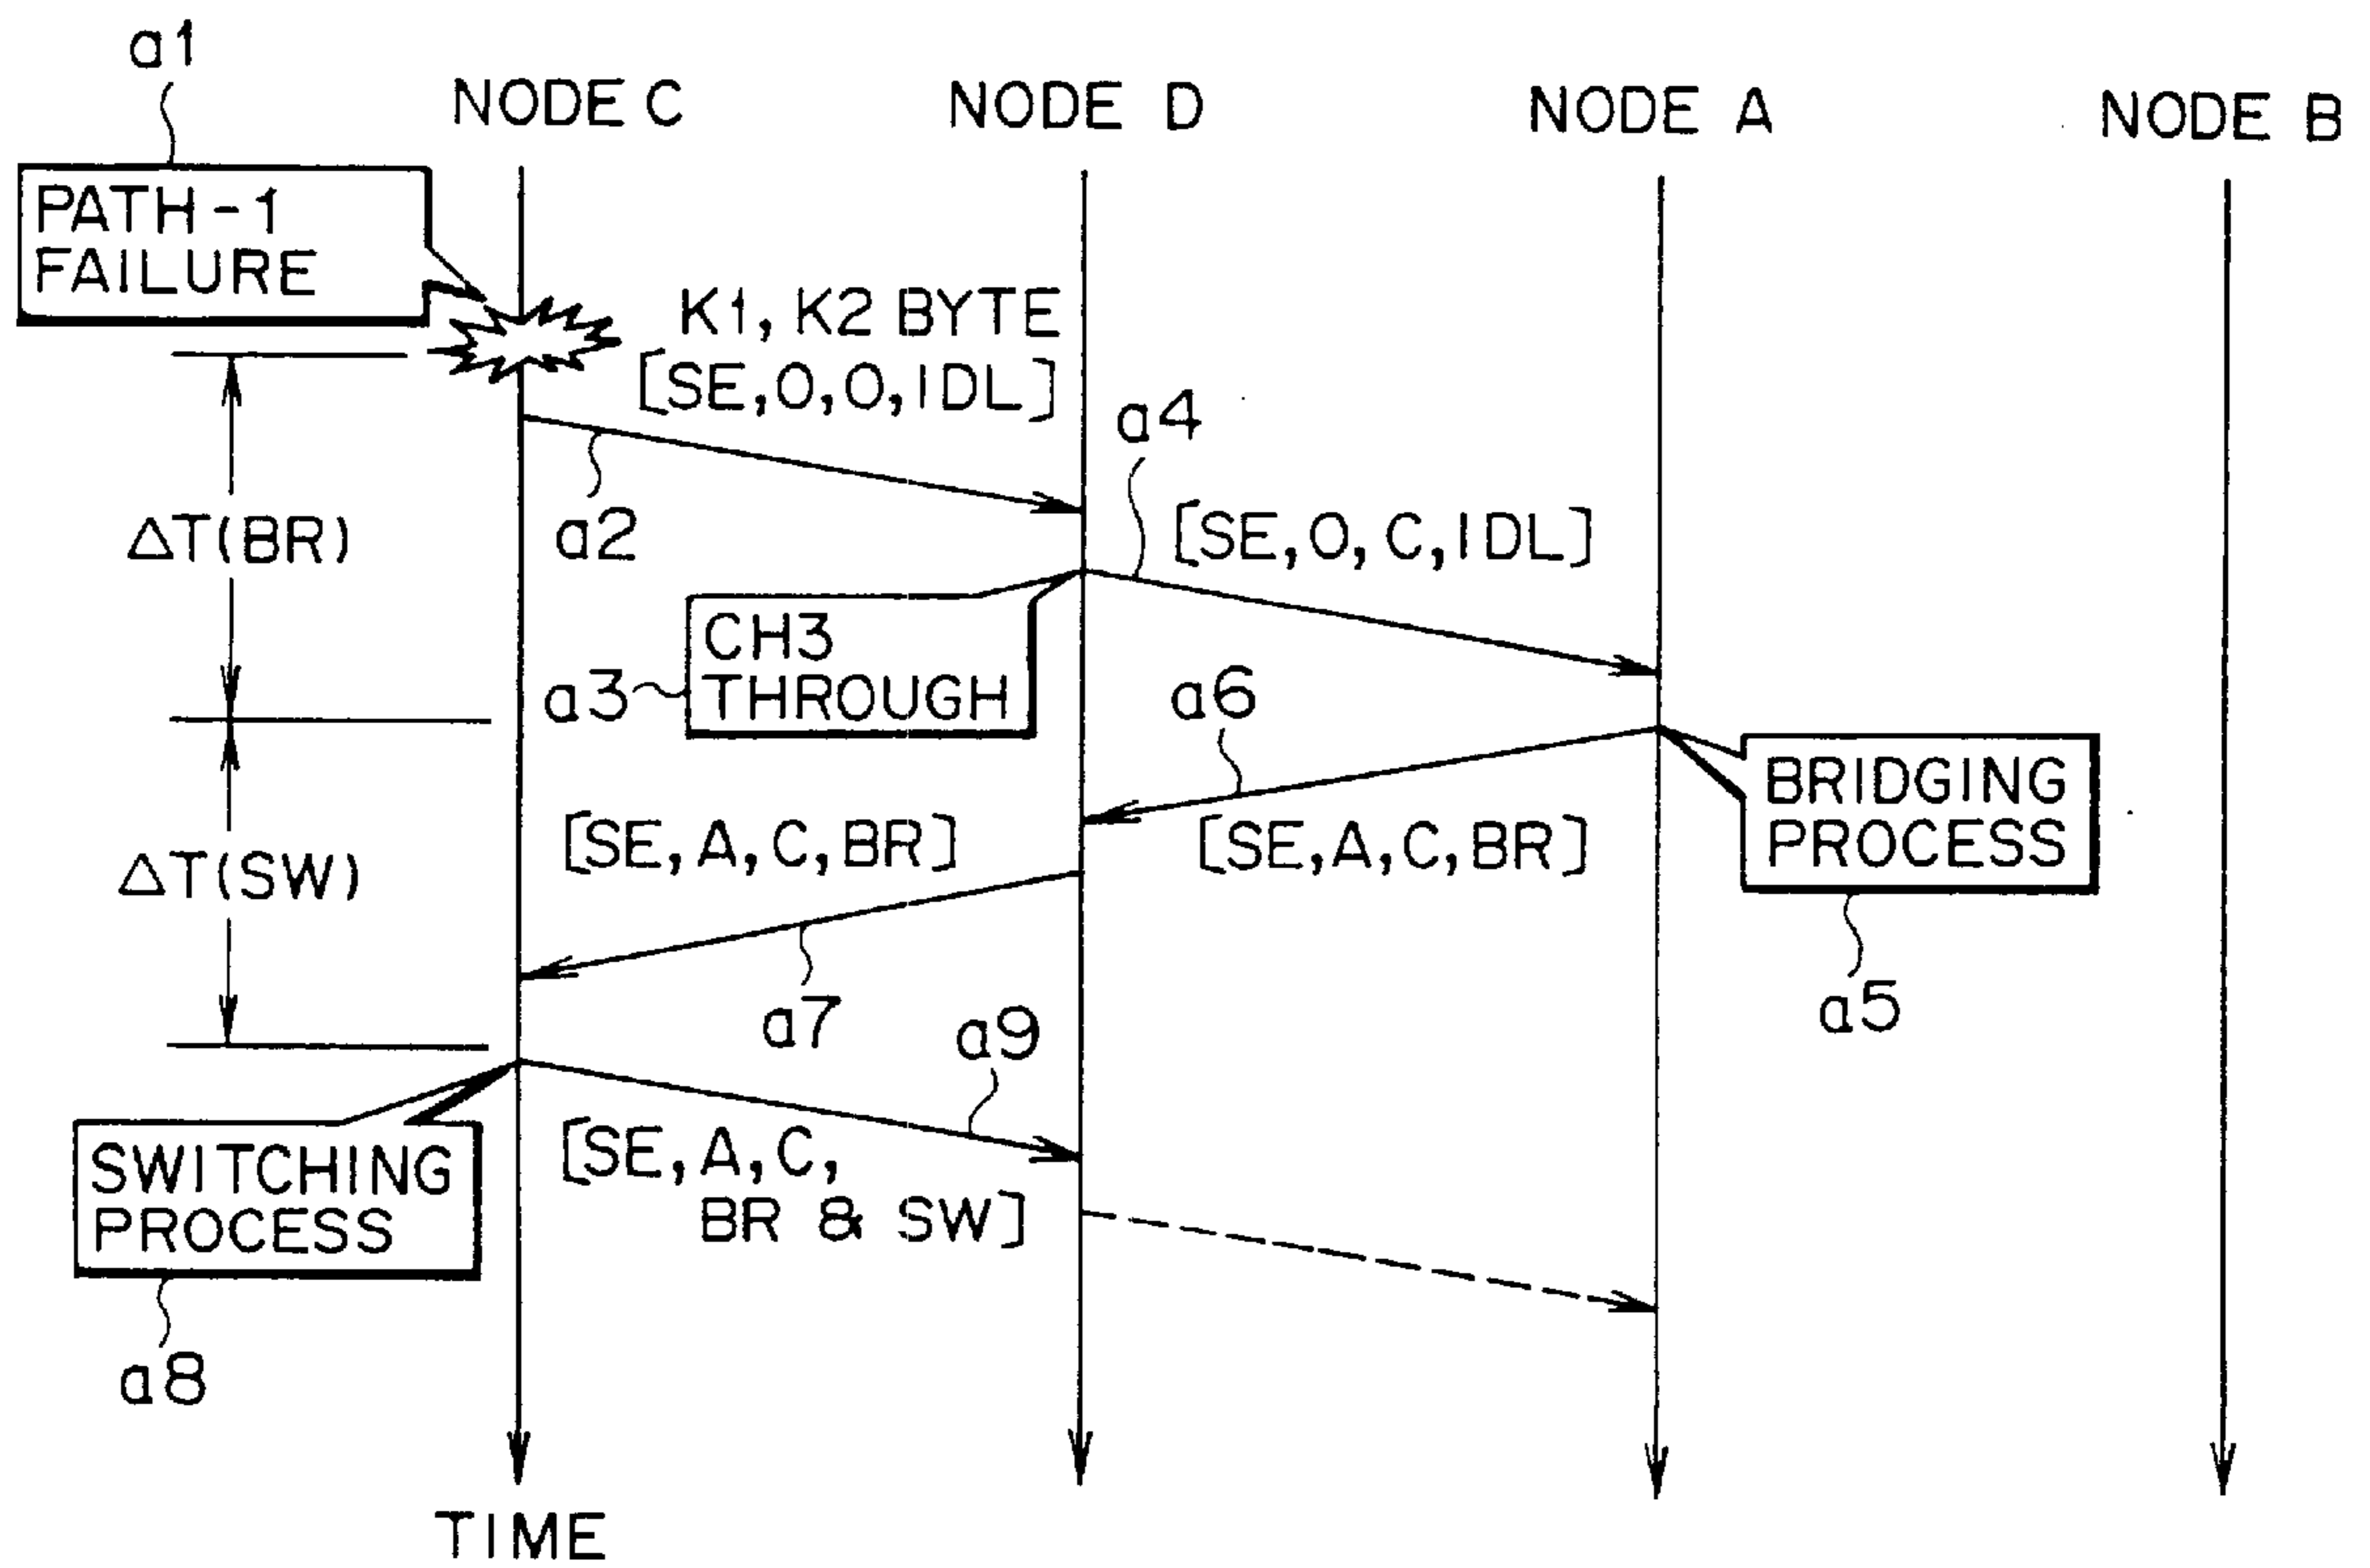 a1
NODE C
NODE D
NODE A
NODE B
PATH-1
FAILURE
K1, K2 BYTE
[SE,0,0,IDL]
a4
ΔT(BR)
a2
[SE,0,C,IDL]
CH3
THROUGH
a3
a6
BRIDGING
PROCESS
[SE,A,C,BR]
[SE,A,C,BR]
ΔT(SW)
a7
a9
a5
SWITCHING
PROCESS
[SE,A,C,
BR & SW]
a8
TIME